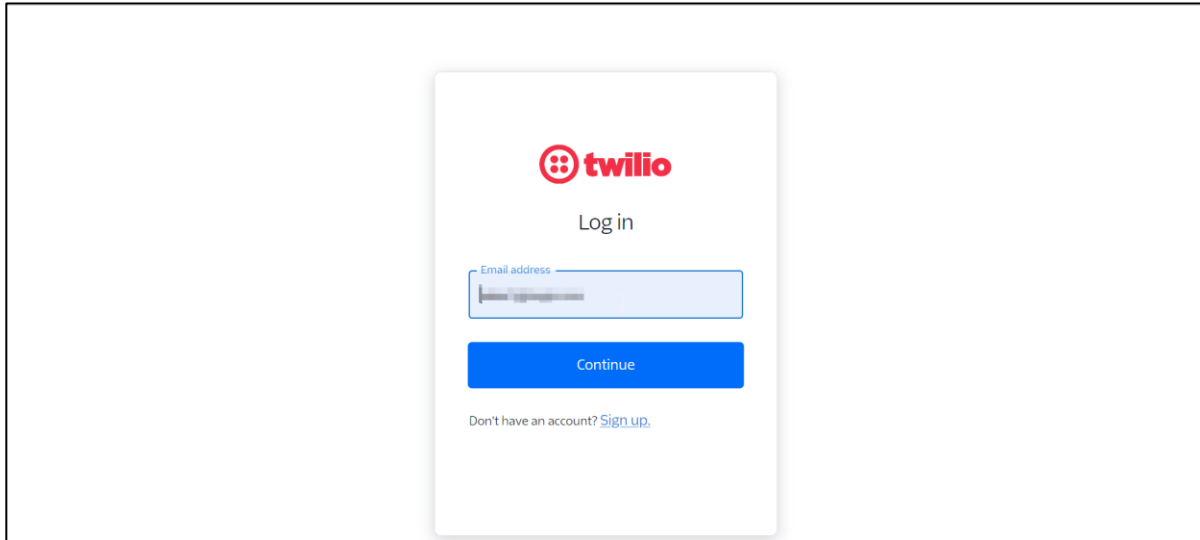 twilio
Log in
Email address
Continue
Don't have an account? Sign up.